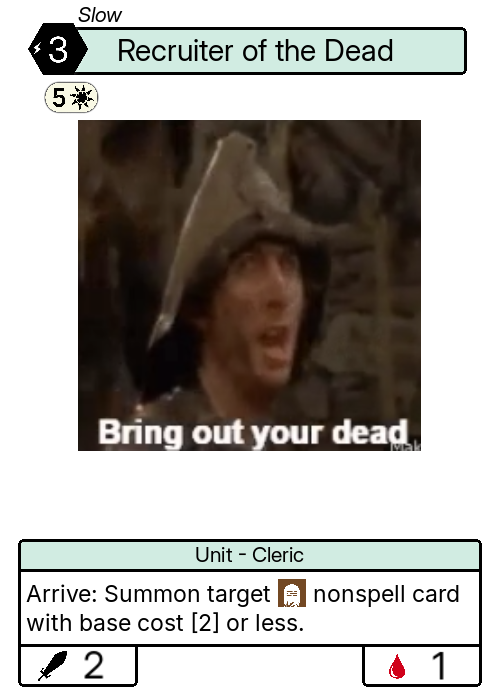 Slow
3 Recruiter of the Dead
5
Bring out your dead
Mak
Unit - Cleric
Arrive: Summon target nonspell card
with base cost [2] or less.
2 1